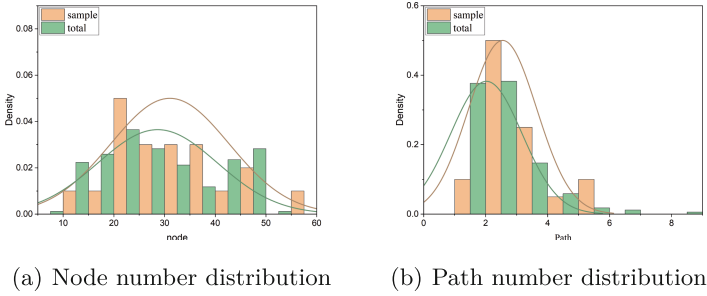 sample
total
0.08
0.06
0.04
0.02
0.00
Density
10 20 30 40 50 60
node
sample
total
0.6
0.4
0.2
0.0
Density
0 2 4 6 8
Path
(a) Node number distribution
(b) Path number distribution